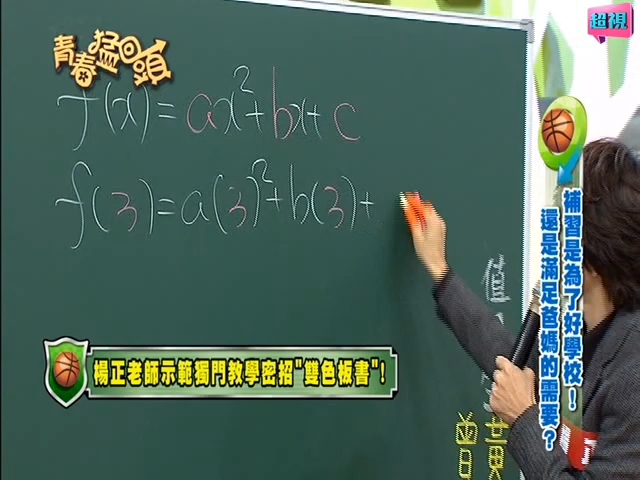 超視
青春掹回頭
f(x)=ax²+bx+c
f(3)=a(3)²+b(3)+
補習是為了好學校！
還是滿足爸媽的需要？
楊正老師示範獨門教學密招"雙色板書"！
值